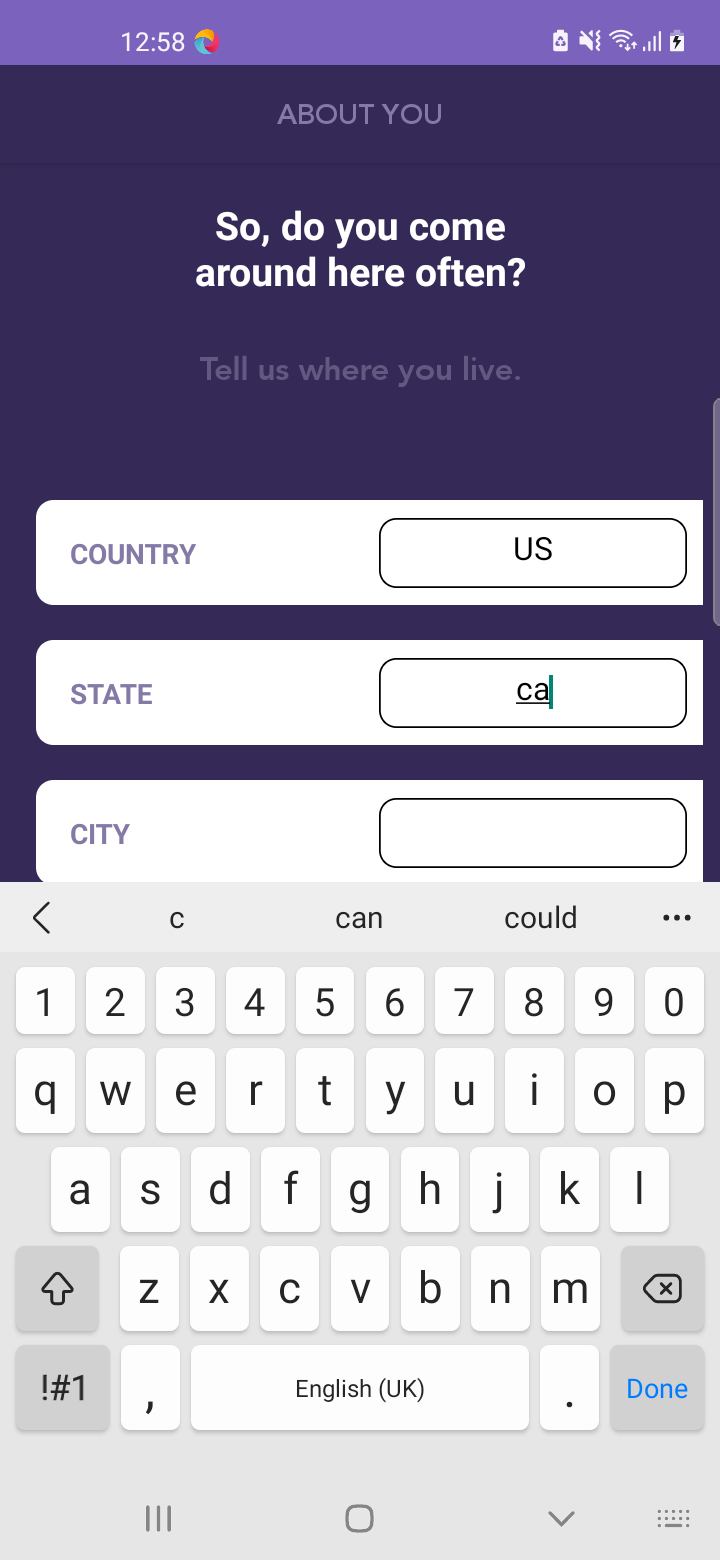 12:58
ABOUT YOU
So, do you come
around here often?
Tell us where you live.
COUNTRY US
STATE ca
CITY
c can could
1 2 3 4 5 6 7 8 9 0
q w e r t y u i o p
a s d f g h j k l
z x c v b n m
!#1 , English (UK) . Done